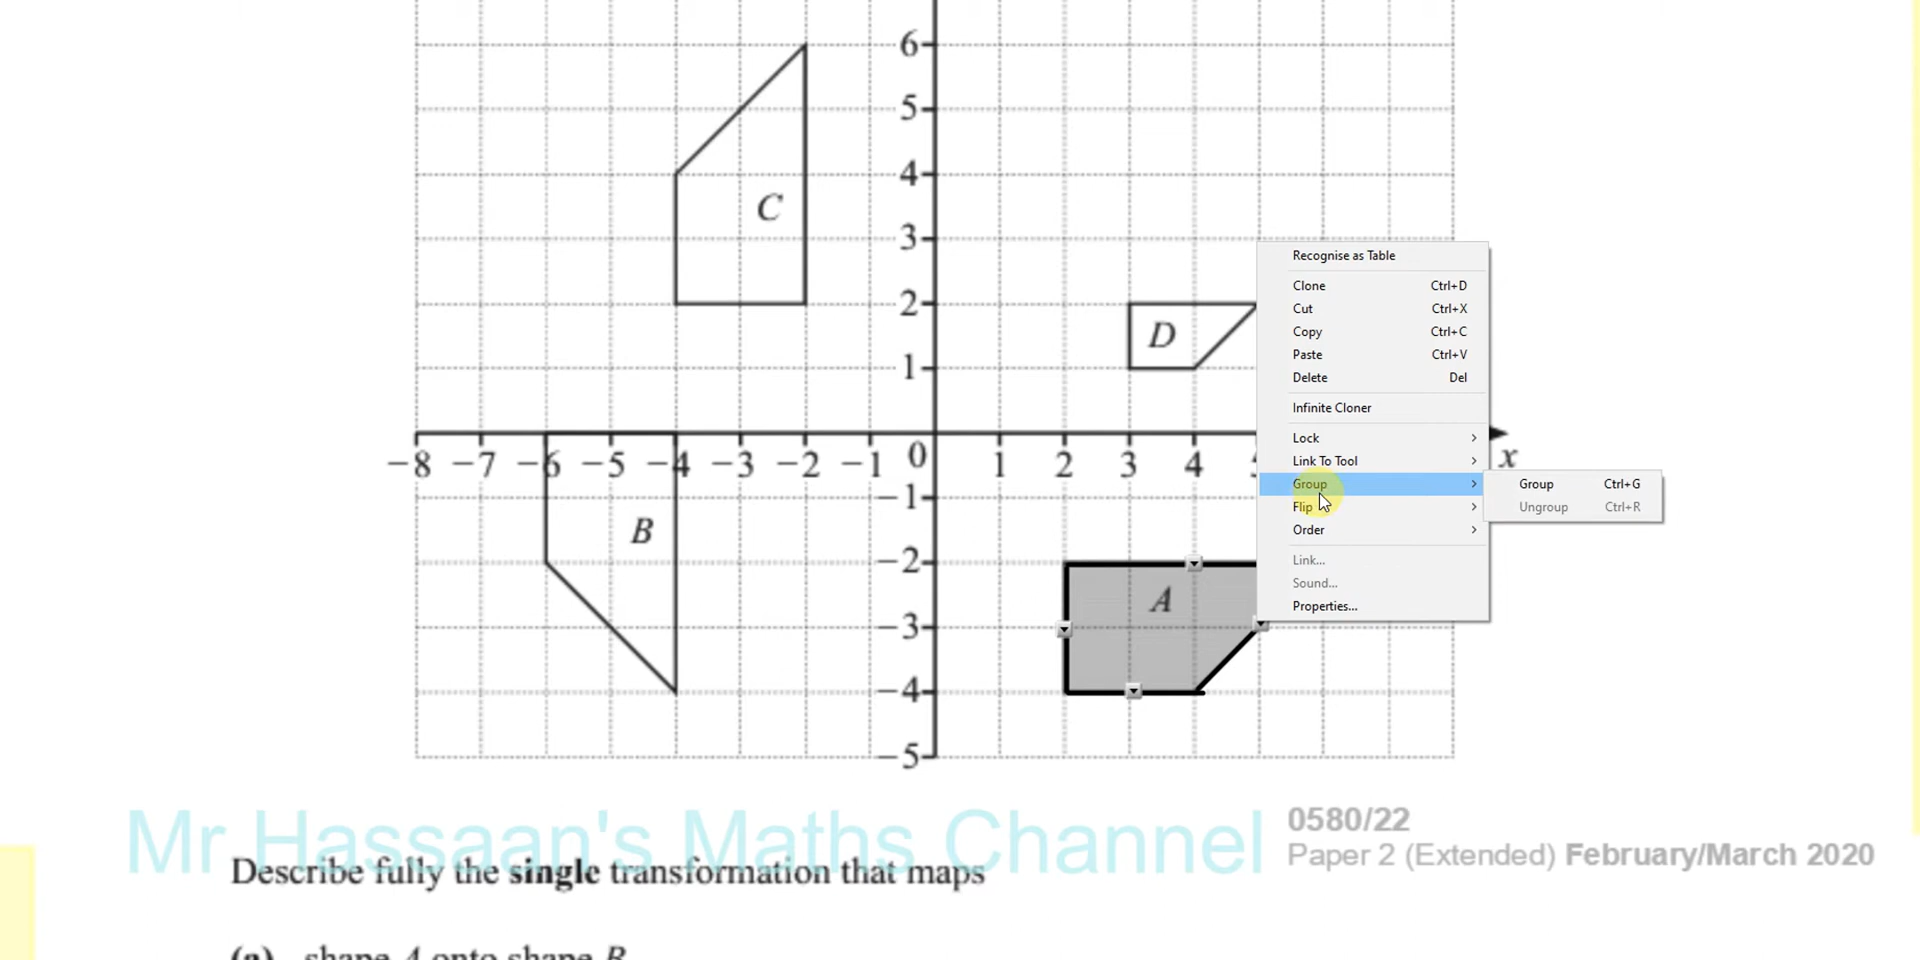 6
5
C
4
3
2
D
1
-8 -7 -6 -5 -4 -3 -2 -1 0 1 2 3 4 x
-1
B
-2
A
-3
-4
-5
Recognise as Table
Clone Ctrl+D
Cut Ctrl+X
Copy Ctrl+C
Paste Ctrl+V
Delete Del
Infinite Cloner
Lock
Link To Tool
Group
Flip
Order
Link...
Sound...
Properties...
Group Ctrl+G
Ungroup Ctrl+R
Mr Hassaan's Maths Channel
0580/22
Paper 2 (Extended) February/March 2020
Describe fully the single transformation that maps
(a) shape A onto shape B